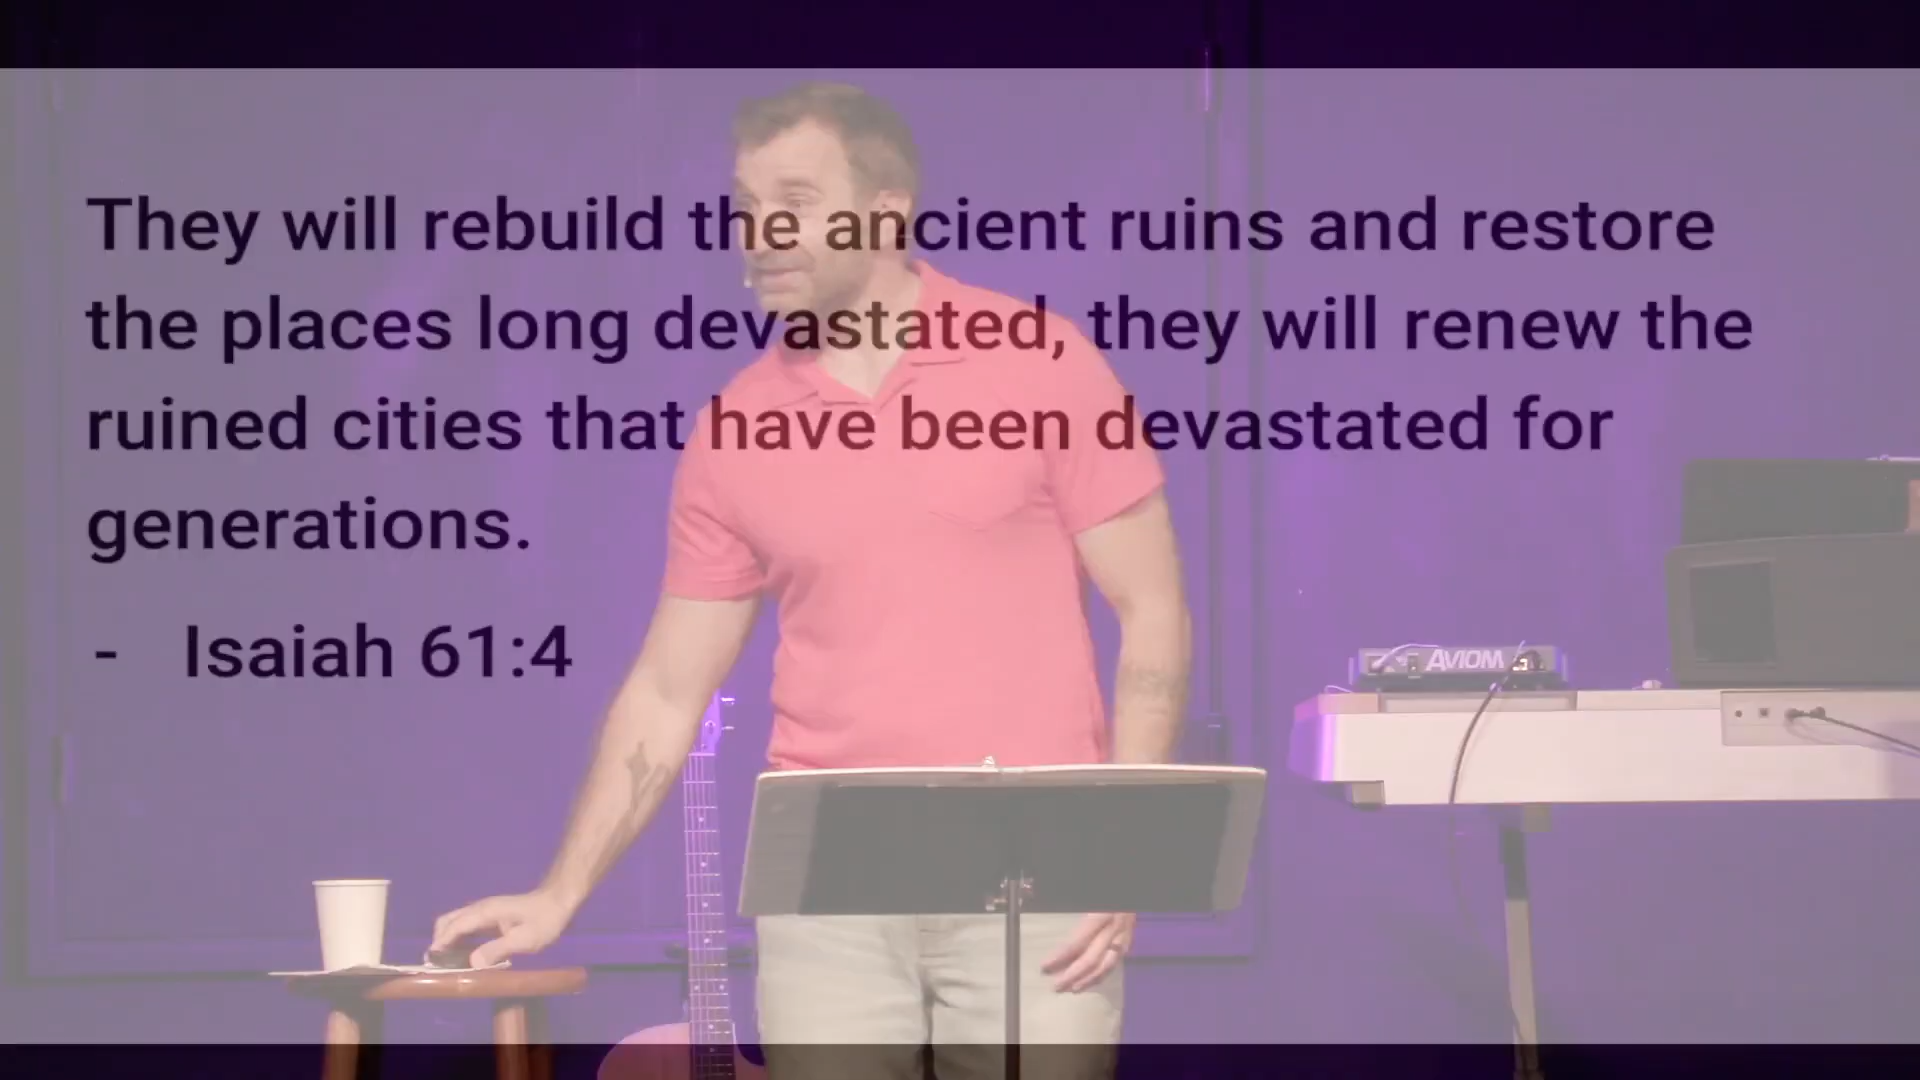 They will rebuild the ancient ruins and restore
the places long devastated, they will renew the
ruined cities that have been devastated for
generations.
- Isaiah 61:4
AVIOM